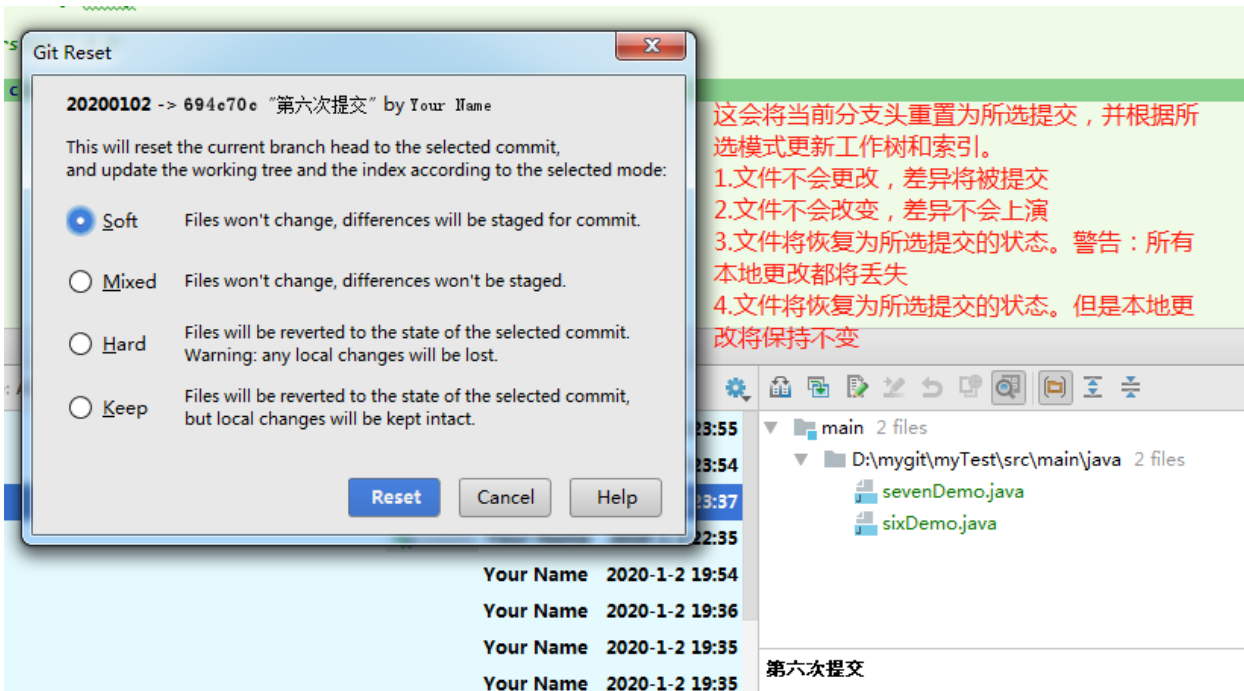 Git Reset
20200102 -> 694c70c "第六次提交" by Your Name
This will reset the current branch head to the selected commit,
and update the working tree and the index according to the selected mode:
Soft Files won't change, differences will be staged for commit.
Mixed Files won't change, differences won't be staged.
Hard Files will be reverted to the state of the selected commit.
Warning: any local changes will be lost.
Keep Files will be reverted to the state of the selected commit,
but local changes will be kept intact.
Reset Cancel Help
这会将当前分支头重置为所选提交，并根据所
选模式更新工作树和索引。
1.文件不会更改，差异将被提交
2.文件不会改变，差异不会上演
3.文件将恢复为所选提交的状态。警告：所有
本地更改都将丢失
4.文件将恢复为所选提交的状态。但是本地更
改将保持不变
23:55
23:54
23:37
22:35
Your Name 2020-1-2 19:54
Your Name 2020-1-2 19:36
Your Name 2020-1-2 19:35
Your Name 2020-1-2 19:35
main 2 files
D:\mygit\myTest\src\main\java 2 files
sevenDemo.java
sixDemo.java
第六次提交